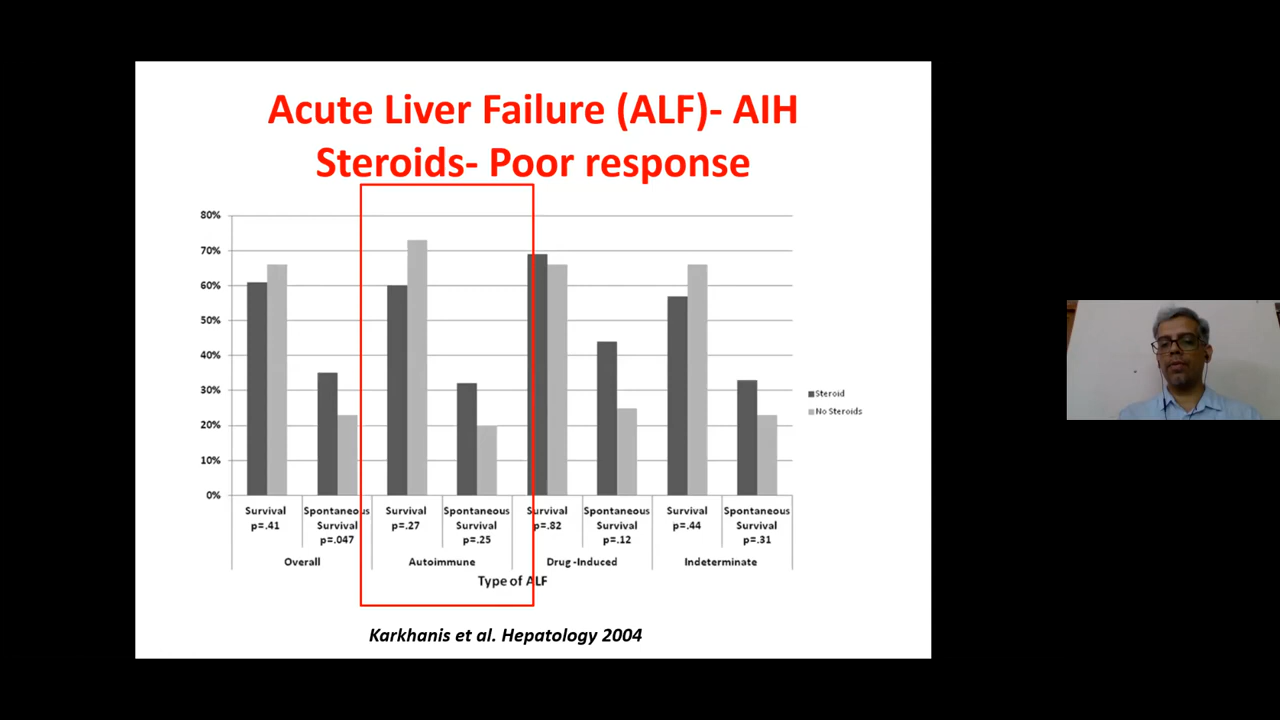 Acute Liver Failure (ALF)- AIH
Steroids- Poor response
80%
70%
60%
50%
40%
30%
20%
10%
0%
Steroid
No Steroids
Survival
p=.41
Spontaneous
Survival
p=.047
Survival
p=.27
Spontaneous
Survival
p=.25
Survival
p=.82
Spontaneous
Survival
p=.12
Survival
p=.44
Spontaneous
Survival
p=.31
Overall
Autoimmune
Drug -Induced
Indeterminate
Type of ALF
Karkhanis et al. Hepatology 2004